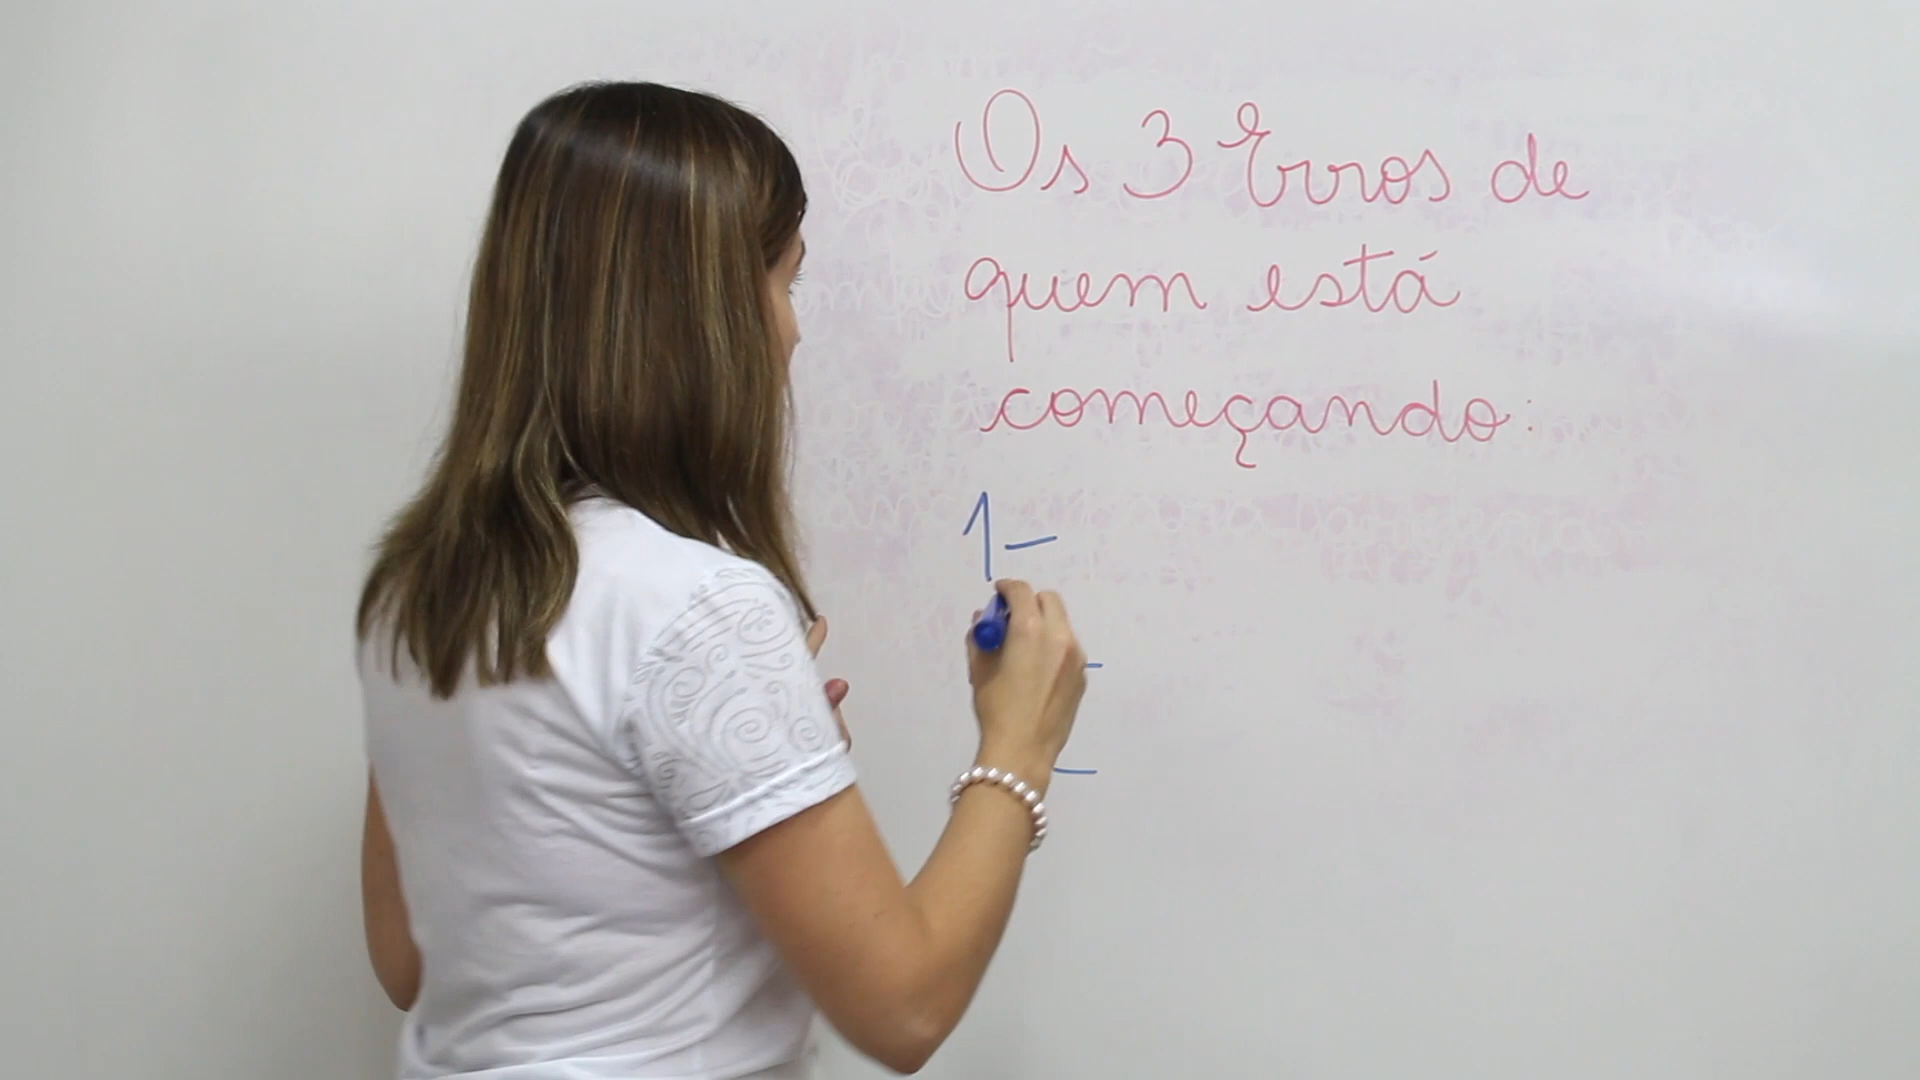 Os 3 Erros de
quem está
começando:
1-
-
-